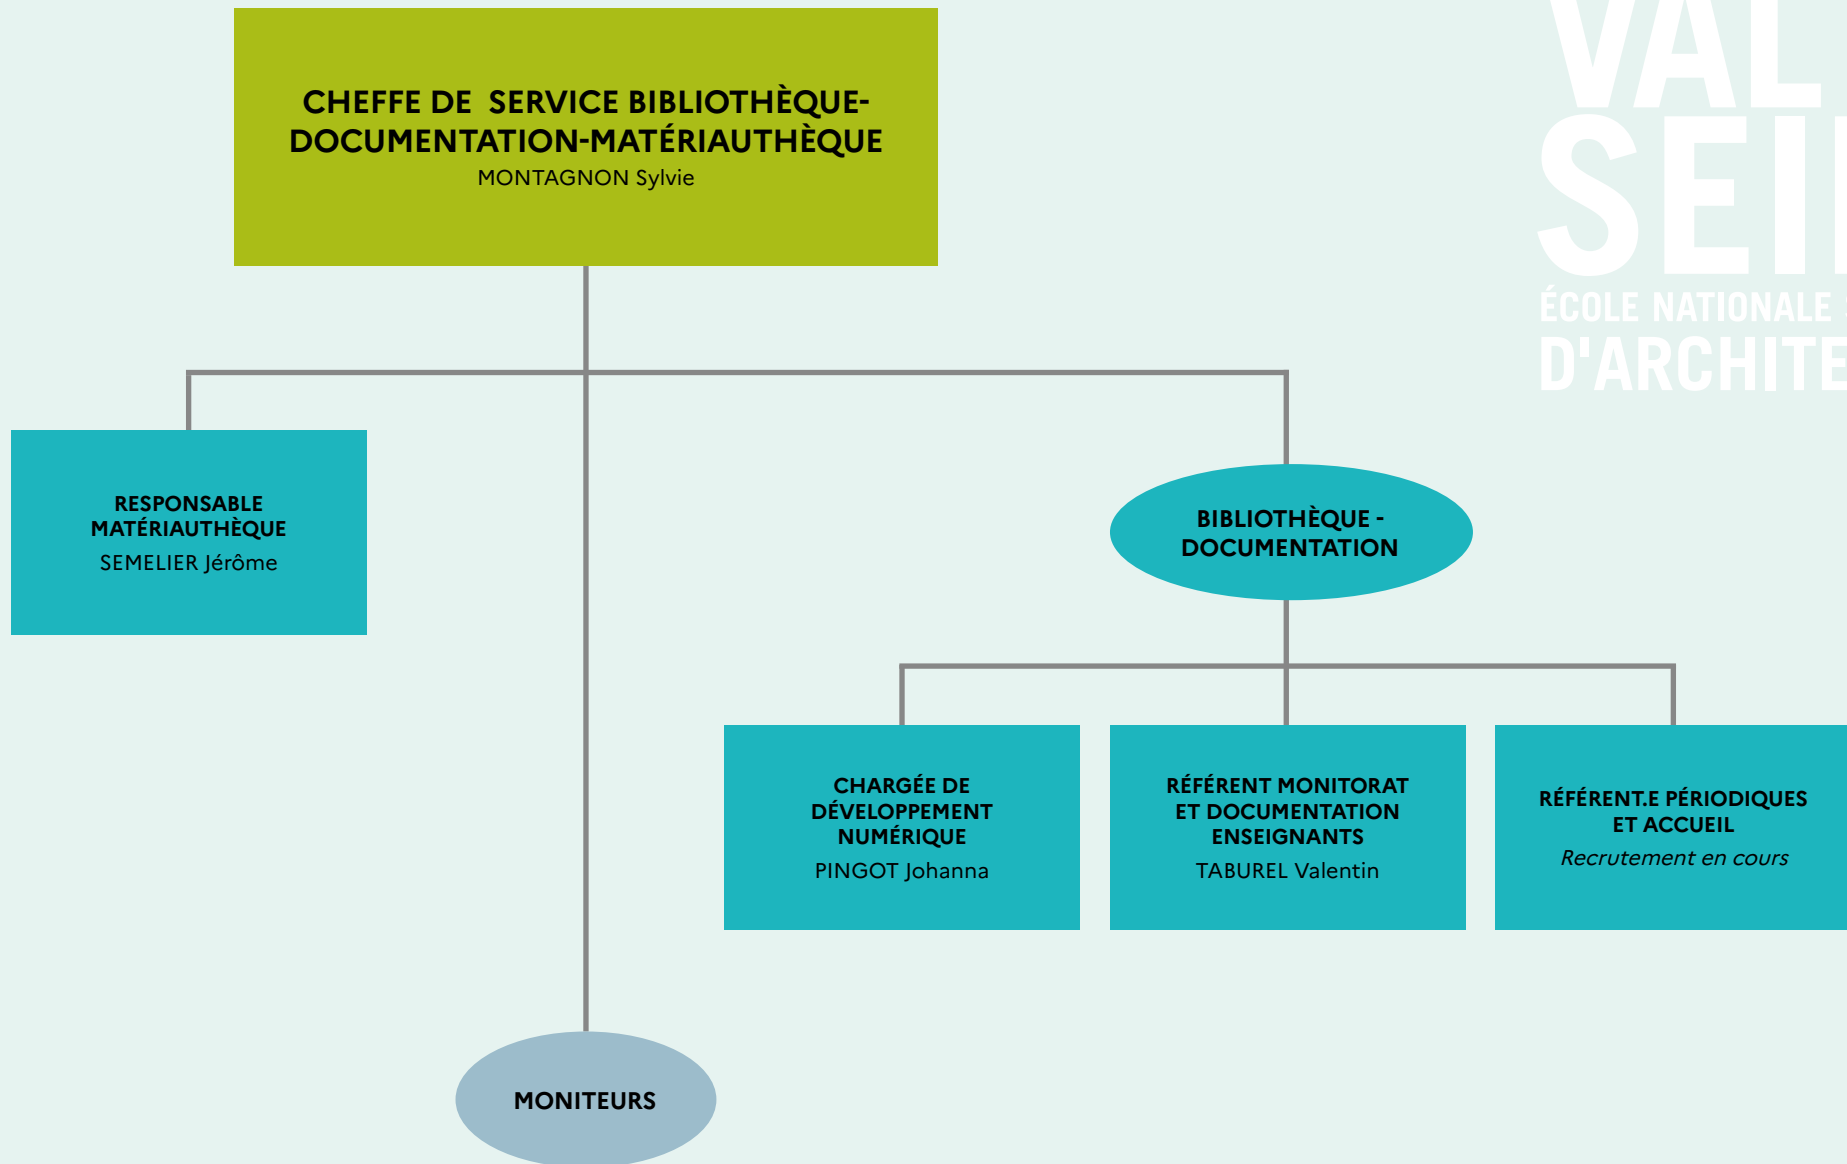 CHEFFE DE  SERVICE BIBLIOTHÈQUE-
DOCUMENTATION-MATÉRIAUTHÈQUE
MONTAGNON Sylvie
VAL
SEI
ÉCOLE NATIONALE
D'ARCHITE
RESPONSABLE
MATÉRIAUTHÈQUE
SEMELIER Jérôme
BIBLIOTHÈQUE -
DOCUMENTATION
CHARGÉE DE
DÉVELOPPEMENT
NUMÉRIQUE
PINGOT Johanna
RÉFÉRENT MONITORAT
ET DOCUMENTATION
ENSEIGNANTS
TABUREL Valentin
RÉFÉRENT.E PÉRIODIQUES
ET ACCUEIL
Recrutement en cours
MONITEURS